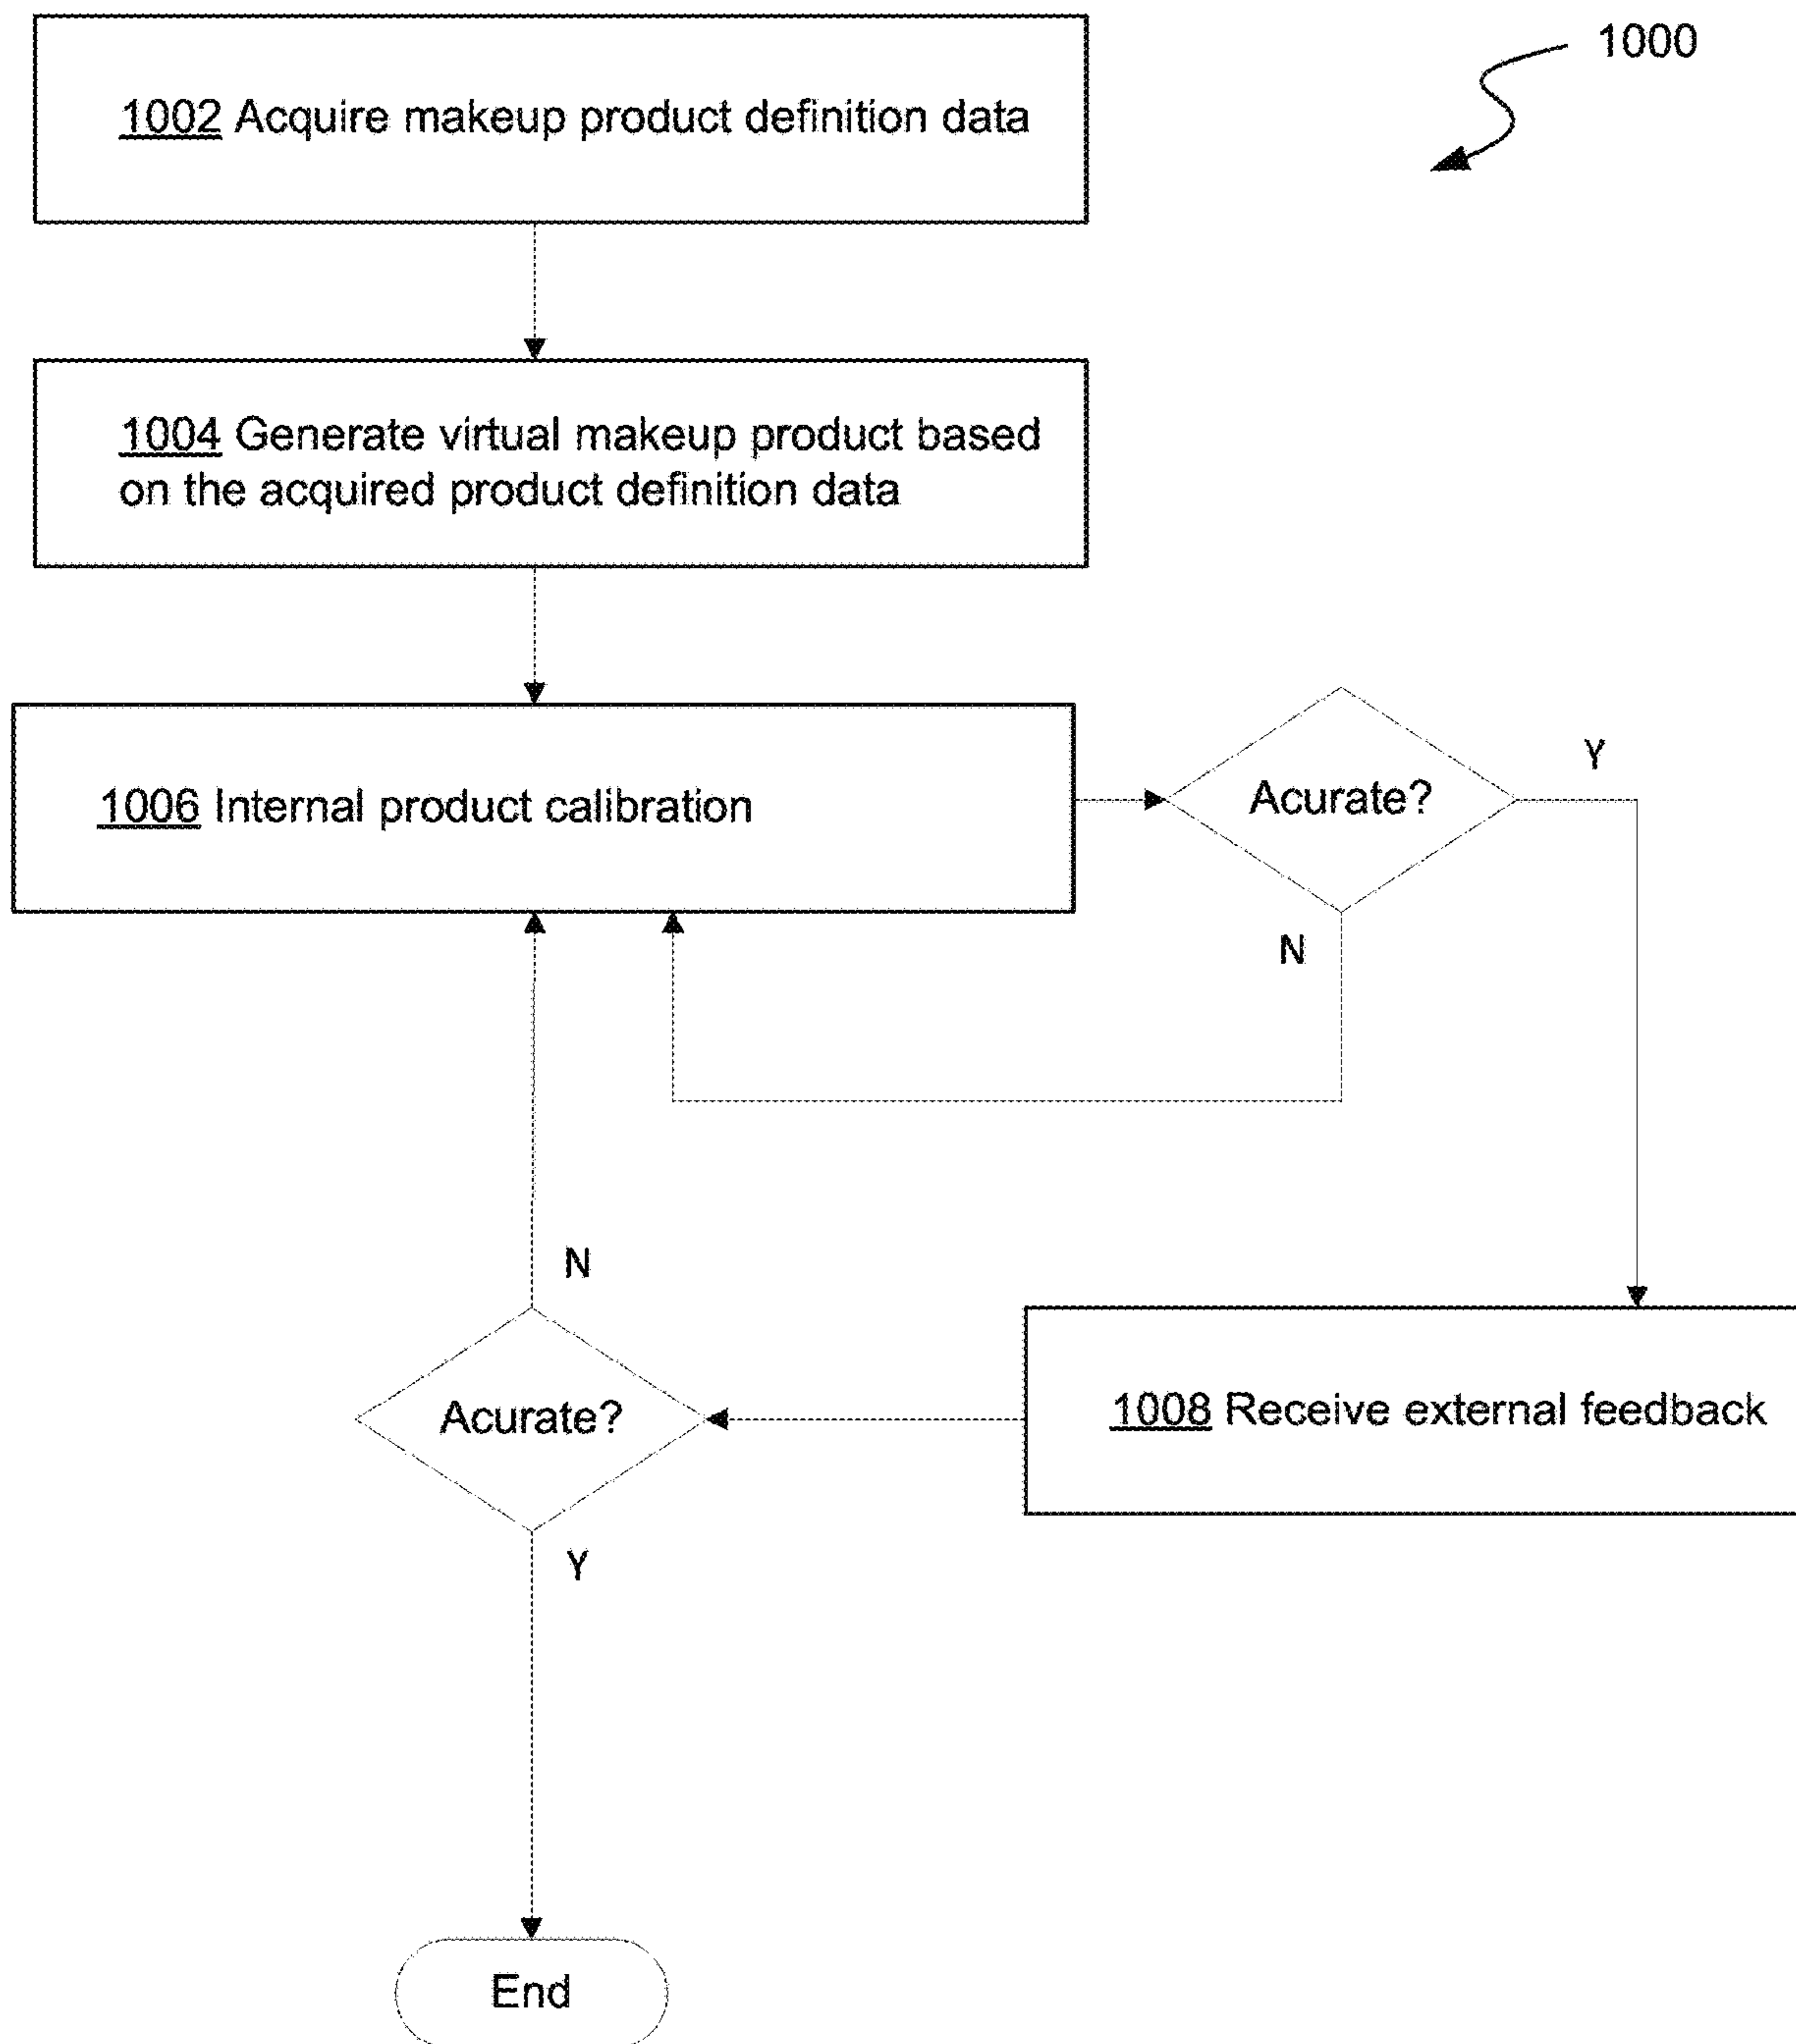 1000
1002 Acquire makeup product definition data
1004 Generate virtual makeup product based
on the acquired product definition data
1006 Internal product calibration
Acurate?
Y
N
N
Acurate?
1008 Receive external feedback
Y
End